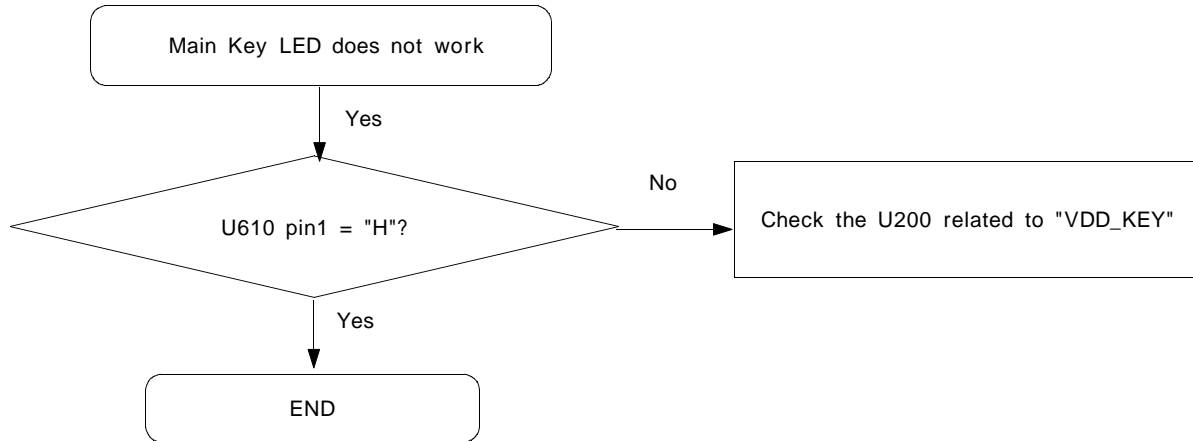 Main Key LED does not work
Yes
U610 pin1 = "H"?
No
Check the U200 related to "VDD_KEY"
Yes
END